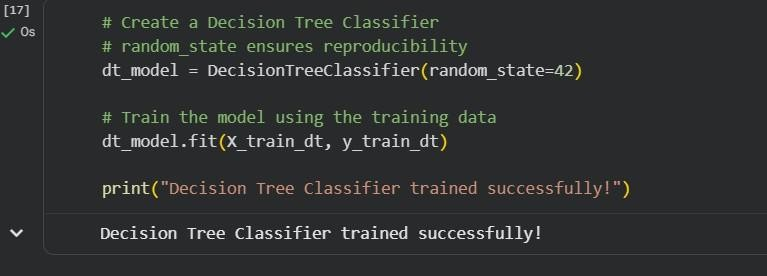 [17]
0s
# Create a Decision Tree Classifier
# random_state ensures reproducibility
dt_model = DecisionTreeClassifier(random_state=42)
# Train the model using the training data
dt_model.fit(X_train_dt, y_train_dt)
print("Decision Tree Classifier trained successfully!")
Decision Tree Classifier trained successfully!